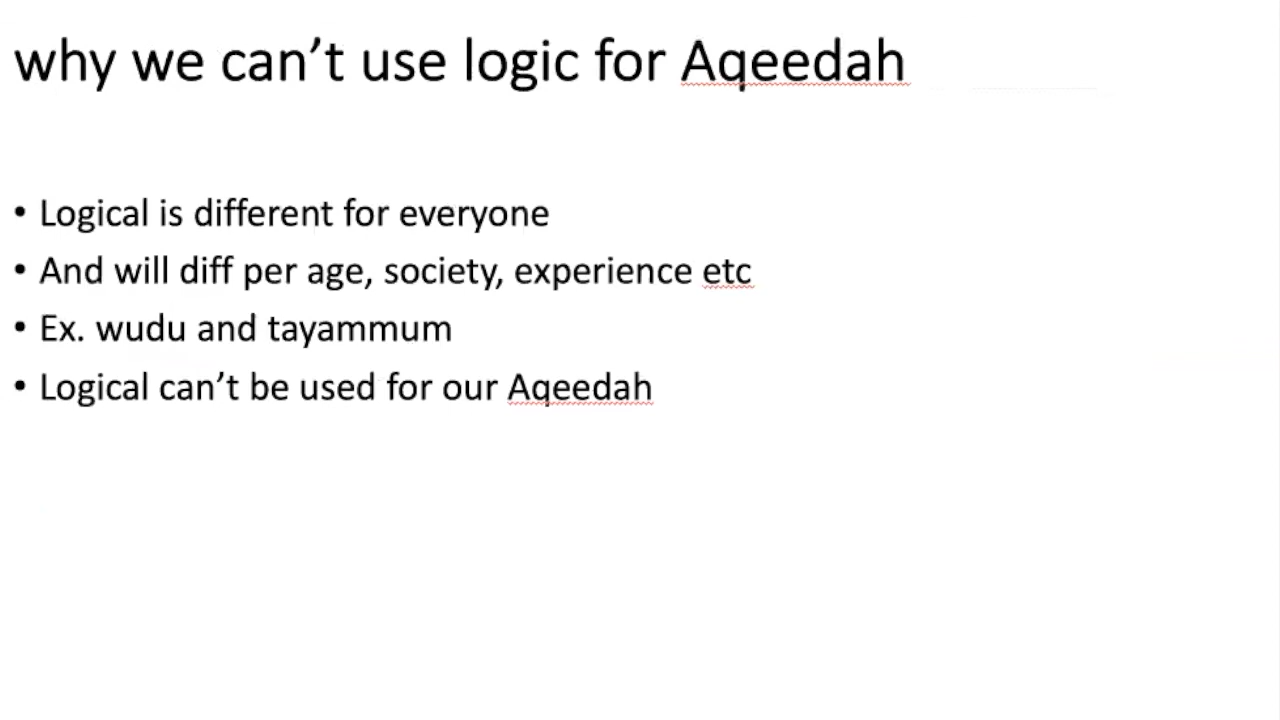 why we can’t use logic for Aqeedah
• Logical is different for everyone
• And will diff per age, society, experience etc
• Ex. wudu and tayammum
• Logical can’t be used for our Aqeedah